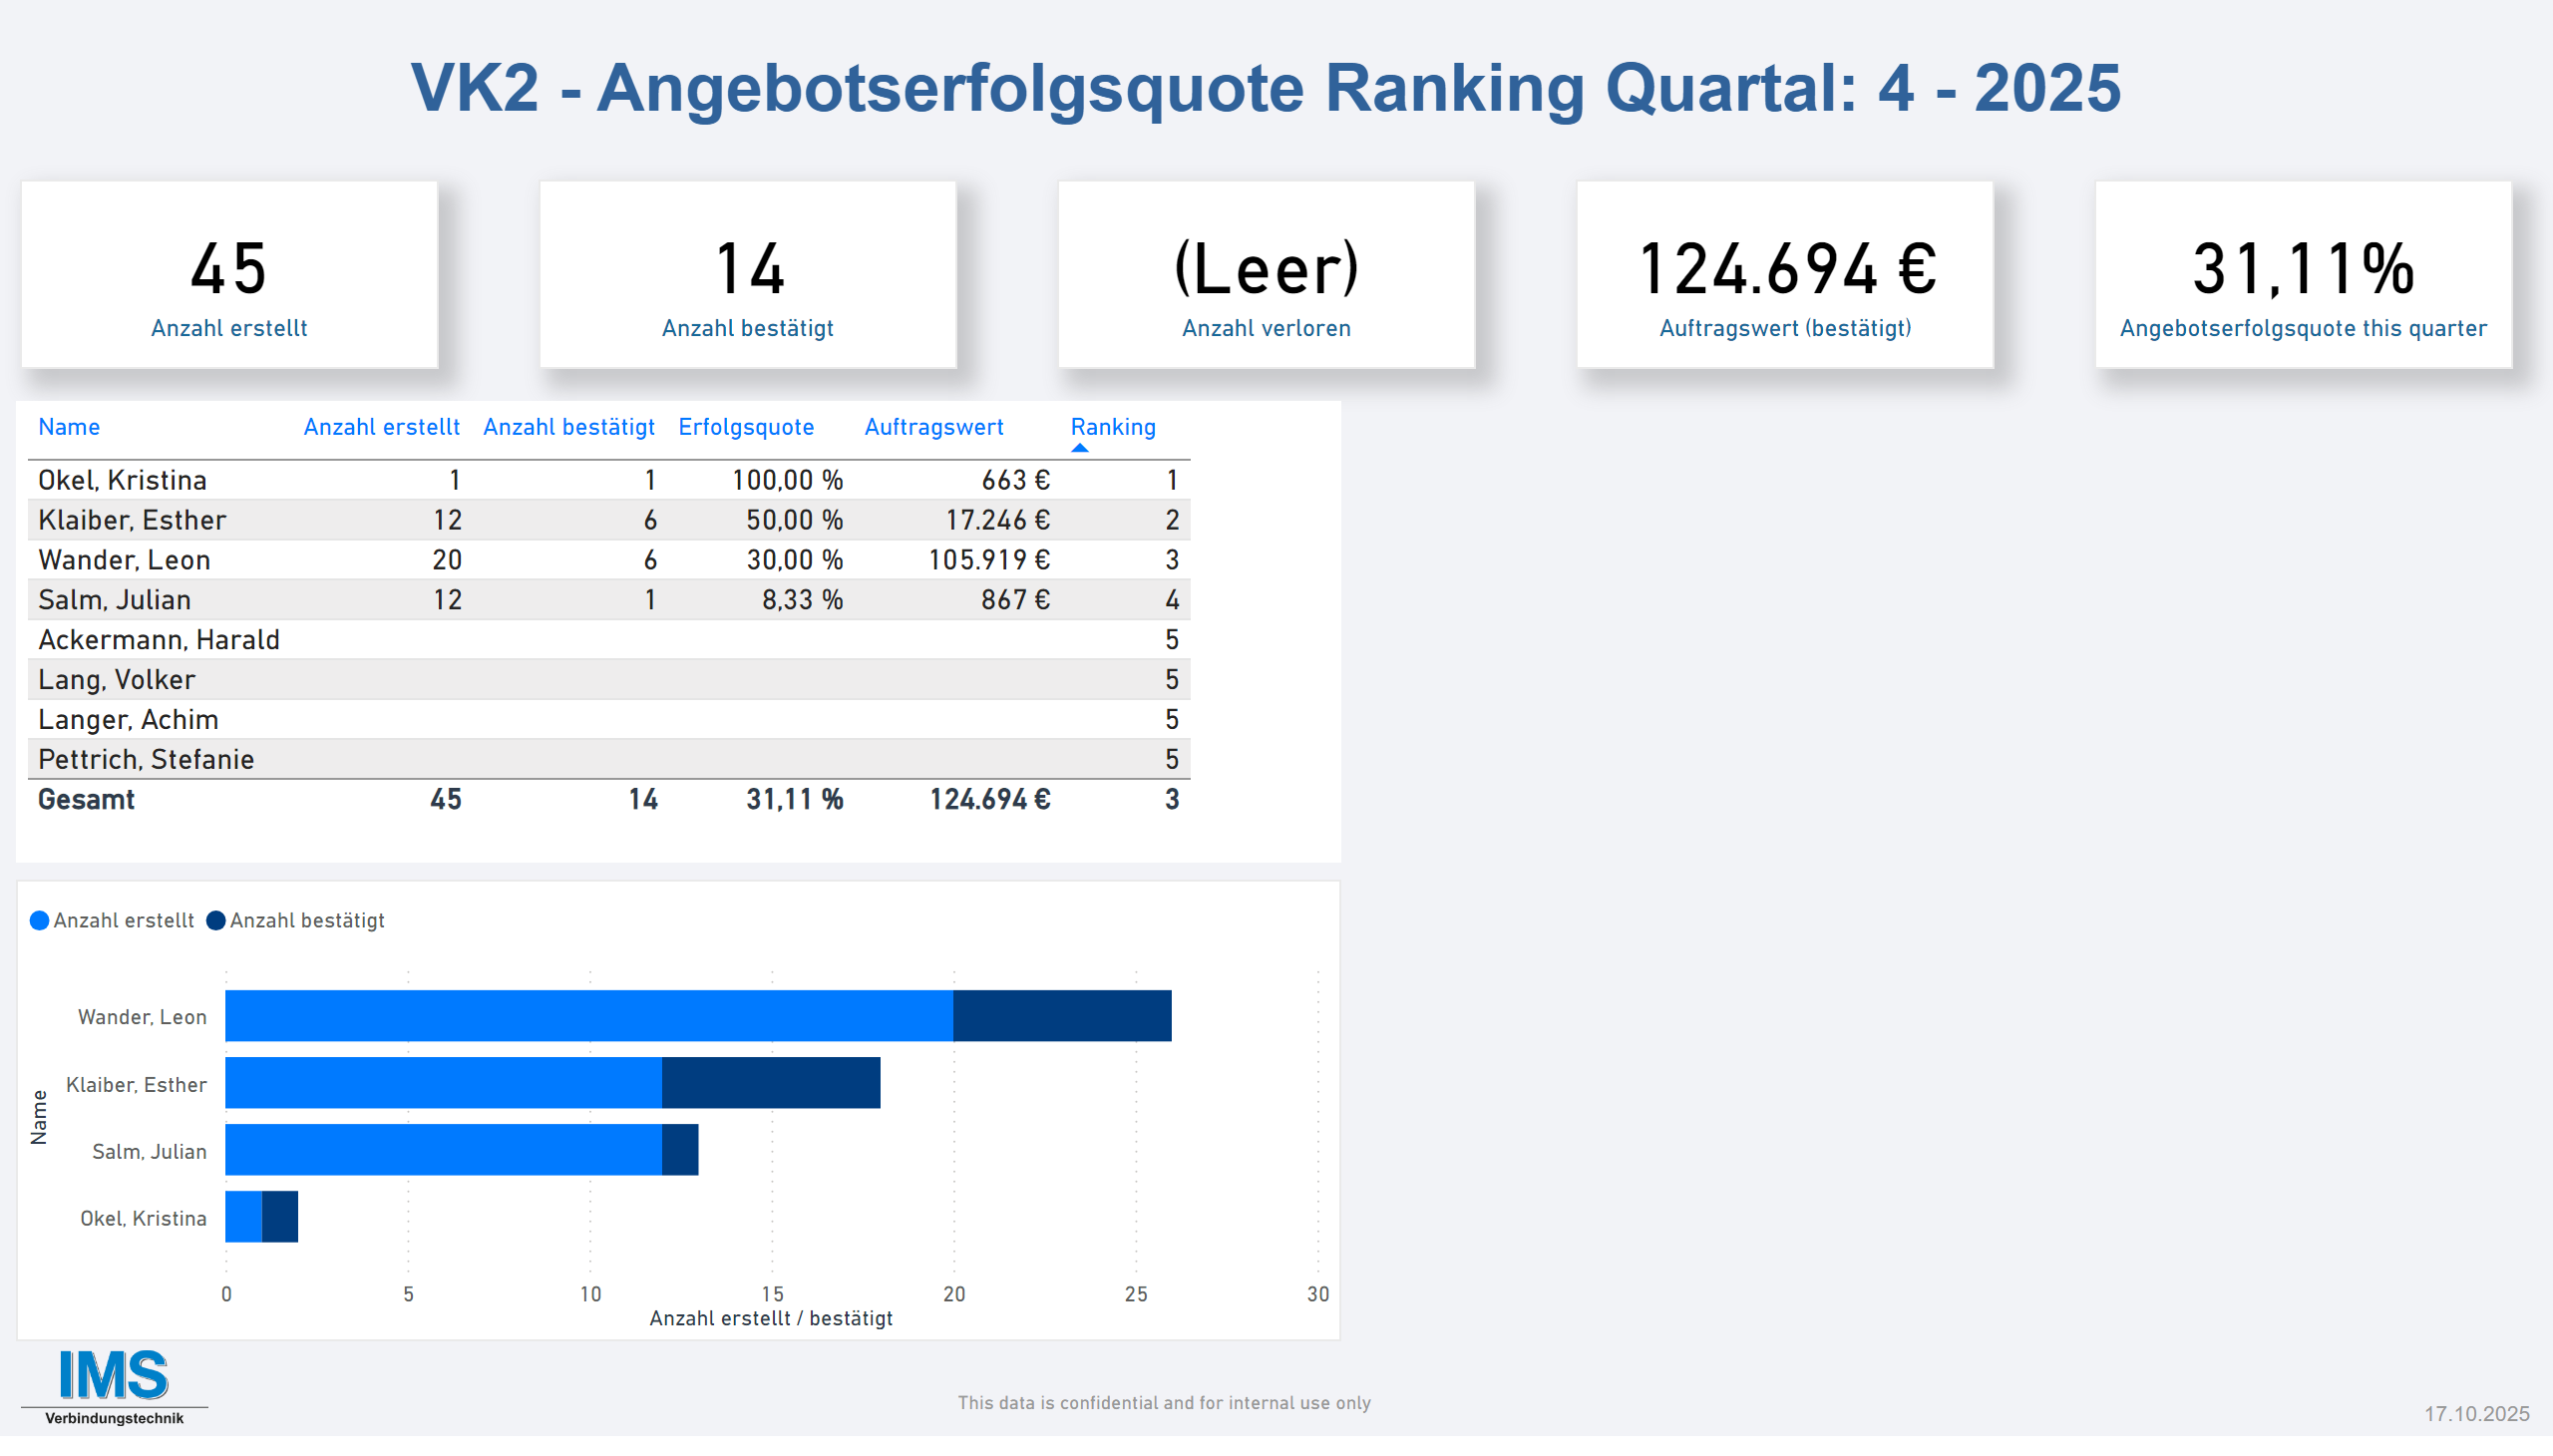 VK2 - Angebotserfolgsquote Ranking Quartal: 4 - 2025
45
Anzahl erstellt
14
Anzahl bestätigt
(Leer)
Anzahl verloren
124.694 €
Auftragswert (bestätigt)
31,11%
Angebotserfolgsquote this quarter
Name Anzahl erstellt Anzahl bestätigt Erfolgsquote Auftragswert Ranking
Okel, Kristina 1 1 100,00 % 663 € 1
Klaiber, Esther 12 6 50,00 % 17.246 € 2
Wander, Leon 20 6 30,00 % 105.919 € 3
Salm, Julian 12 1 8,33 % 867 € 4
Ackermann, Harald 5
Lang, Volker 5
Langer, Achim 5
Pettrich, Stefanie 5
Gesamt 45 14 31,11 % 124.694 € 3
Anzahl erstellt Anzahl bestätigt
Name
Wander, Leon
Klaiber, Esther
Salm, Julian
Okel, Kristina
0 5 10 15 20 25 30
Anzahl erstellt / bestätigt
IMS
Verbindungstechnik
This data is confidential and for internal use only
17.10.2025